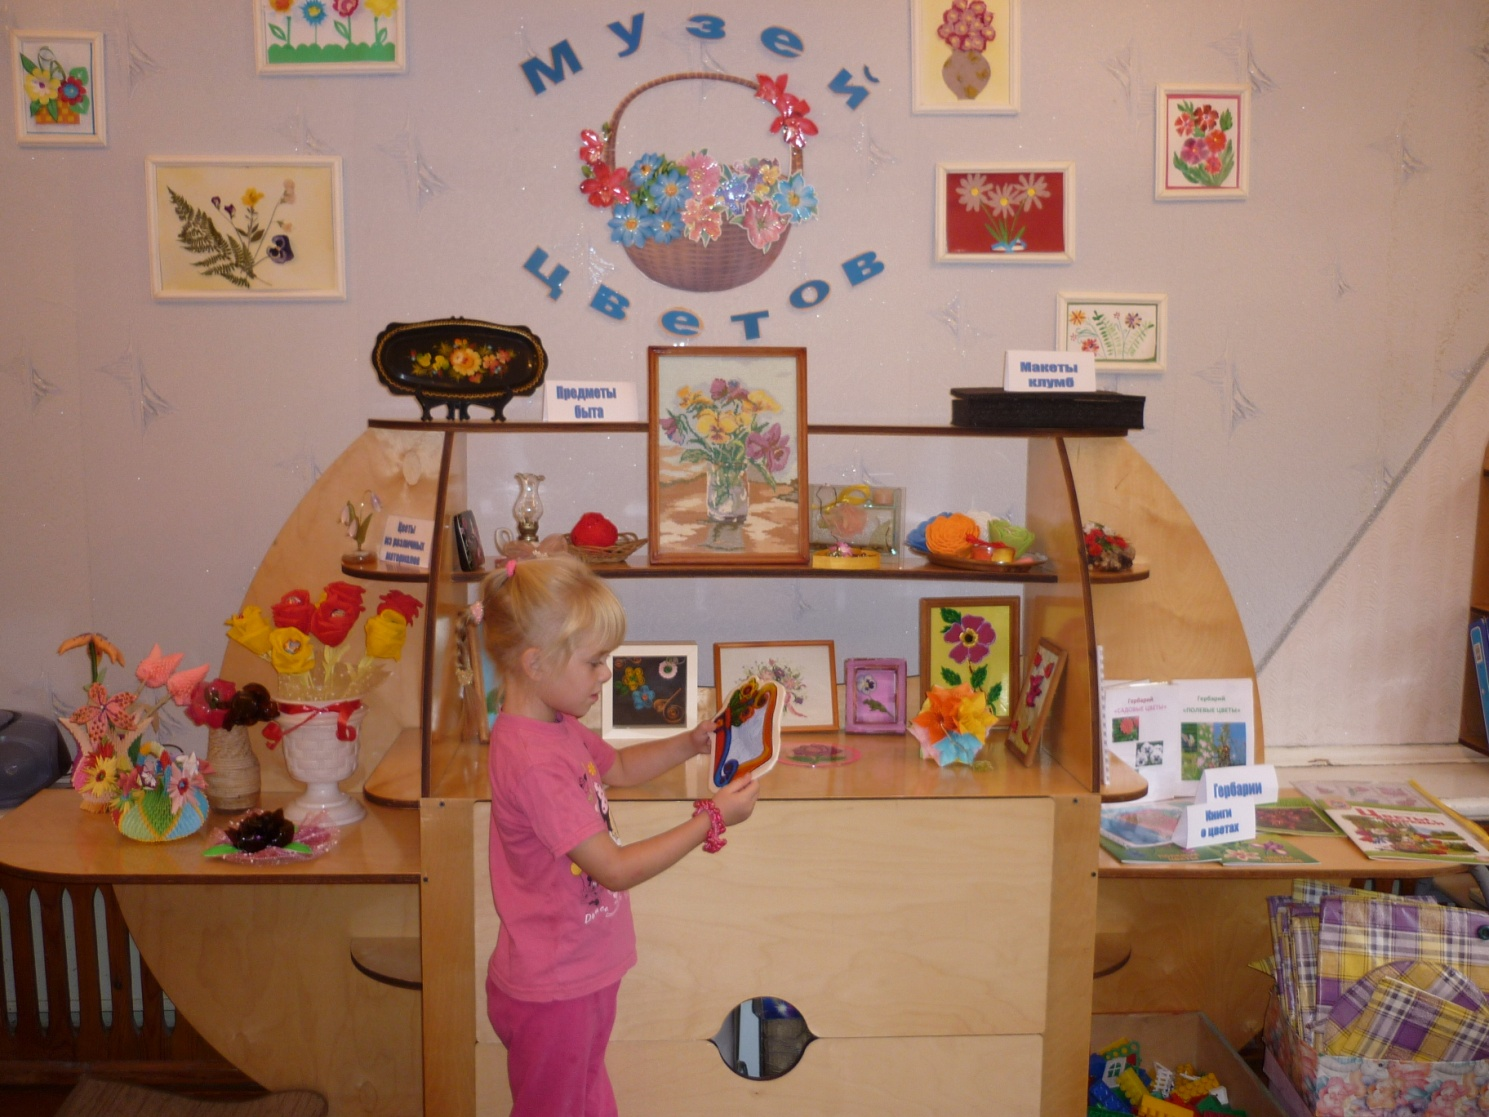 Музей
Цветов
Предметы
быта
Макеты
клумб
Цветы
из различных
материалов
Гербарий
«САДОВЫЕ ЦВЕТЫ»
Гербарий
«ПОЛЕВЫЕ ЦВЕТЫ»
Гербарии
Книги
о цветах